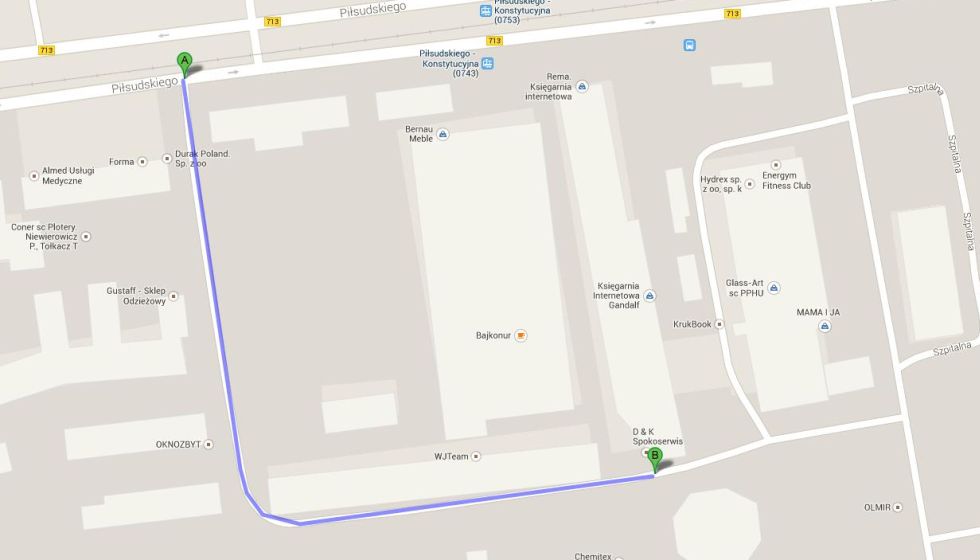 Piłsudskiego
Piłsudskiego -
Konstytucyjna
(0753)
713
713
713
713
Piłsudskiego -
Konstytucyjna
(0743)
A
Piłsudskiego
Rema.
Księgarnia
internetowa
Szpitalna
Bernau
Meble
Forma
Durak Poland.
Sp. z oo
Almed Usługi
Medyczne
Szpitalna
Hydrex sp.
z oo, sp. k
Energym
Fitness Club
Coner sc Plotery.
Niewierowicz
P., Tołkacz T
Szpitalna
Gustaff - Sklep
Odzieżowy
Księgarnia
Internetowa
Gandalf
Glass-Art
sc PPHU
KrukBook
MAMA I JA
Bajkonur
Szpitalna
OKNOZBYT
D & K
Spokoserwis
B
WJTeam
OLMIR
Chemitex